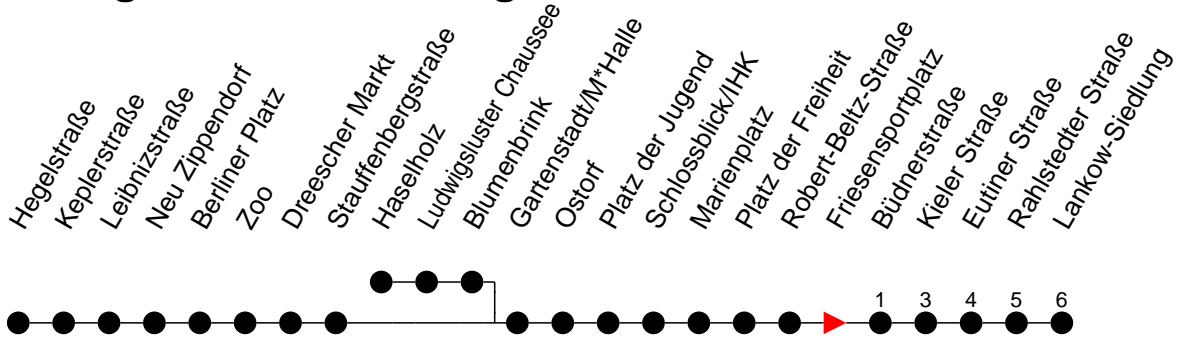 Hegelstraße
Keplerstraße
Leibnizstraße
Neu Zippendorf
Berliner Platz
Zoo
Dreescher Markt
Stauffenbergstraße
Haselholz
Ludwigsluster Chaussee
Blumenbrink
Gartenstadt/M*Halle
Ostorf
Platz der Jugend
Schlossblick/IHK
Marienplatz
Platz der Freiheit
Robert-Beltz-Straße
Friesensportplatz
Büdnerstraße
Kieler Straße
Eutiner Straße
Rahlstedter Straße
Lankow-Siedlung
1 3 4 5 6